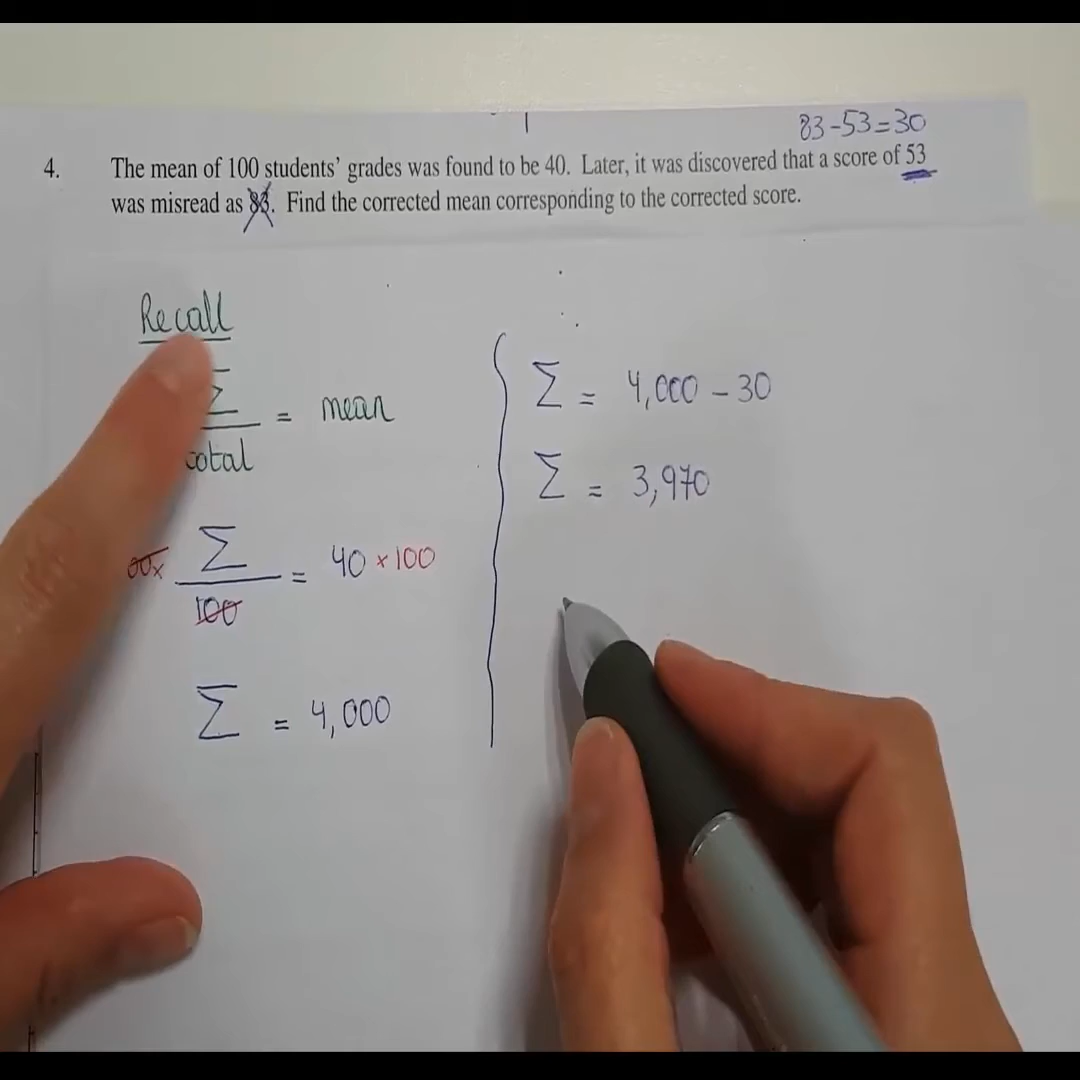 83-53=30
4. The mean of 100 students' grades was found to be 40. Later, it was discovered that a score of 53
was misread as 83. Find the corrected mean corresponding to the corrected score.
Recall
Σ
= mean
Σ
= 40 × 100
100
Σ = 4,000
Σ = 4,000 - 30
Σ = 3,970